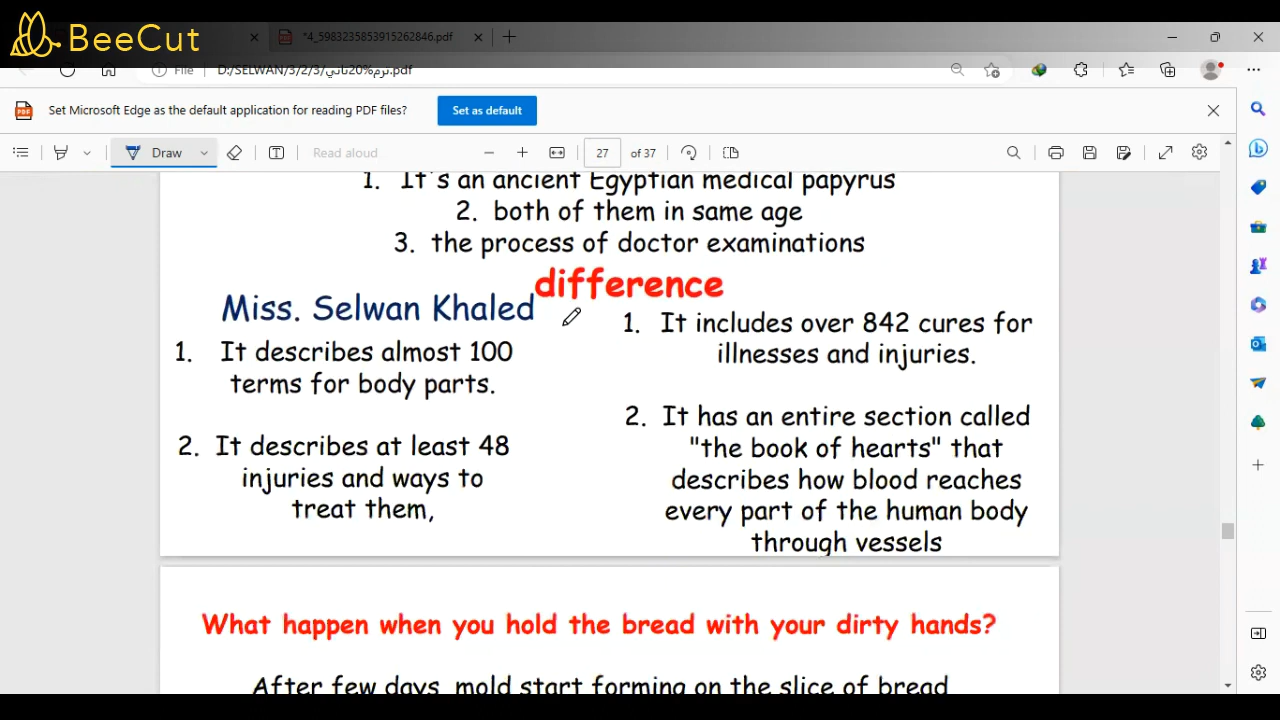 BeeCut
*4_5983235853915262846.pdf
File D:/SELWAN/3/2/3/ترم%20ثاني.pdf
Set Microsoft Edge as the default application for reading PDF files? Set as default
Draw Read aloud 27 of 37
1. It's an ancient Egyptian medical papyrus
2. both of them in same age
3. the process of doctor examinations
difference
Miss. Selwan Khaled
1. It describes almost 100
terms for body parts.
2. It describes at least 48
injuries and ways to
treat them,
1. It includes over 842 cures for
illnesses and injuries.
2. It has an entire section called
"the book of hearts" that
describes how blood reaches
every part of the human body
through vessels
What happen when you hold the bread with your dirty hands?
After few days, mold start forming on the slice of bread